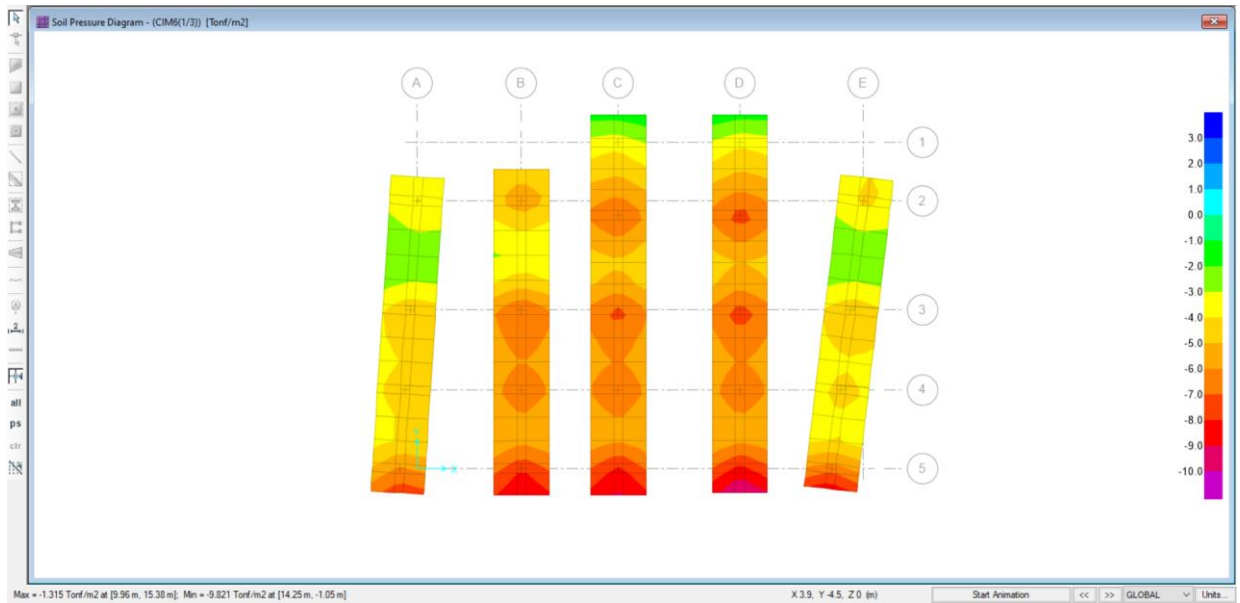 Soil Pressure Diagram - (CIM6(1/3)) [Tonf/m2]
A B C D E
1
2
3
4
5
3.0
2.0
1.0
0.0
-1.0
-2.0
-3.0
-4.0
-5.0
-6.0
-7.0
-8.0
-9.0
-10.0
2
all
ps
clr
Y
X
Max = -1.315 Tonf/m2 at [9.96 m, 15.38 m]; Min = -9.821 Tonf/m2 at [14.25 m, -1.05 m]
X 3.9, Y -4.5, Z 0 (m)
Start Animation
<< >>
GLOBAL
Units...